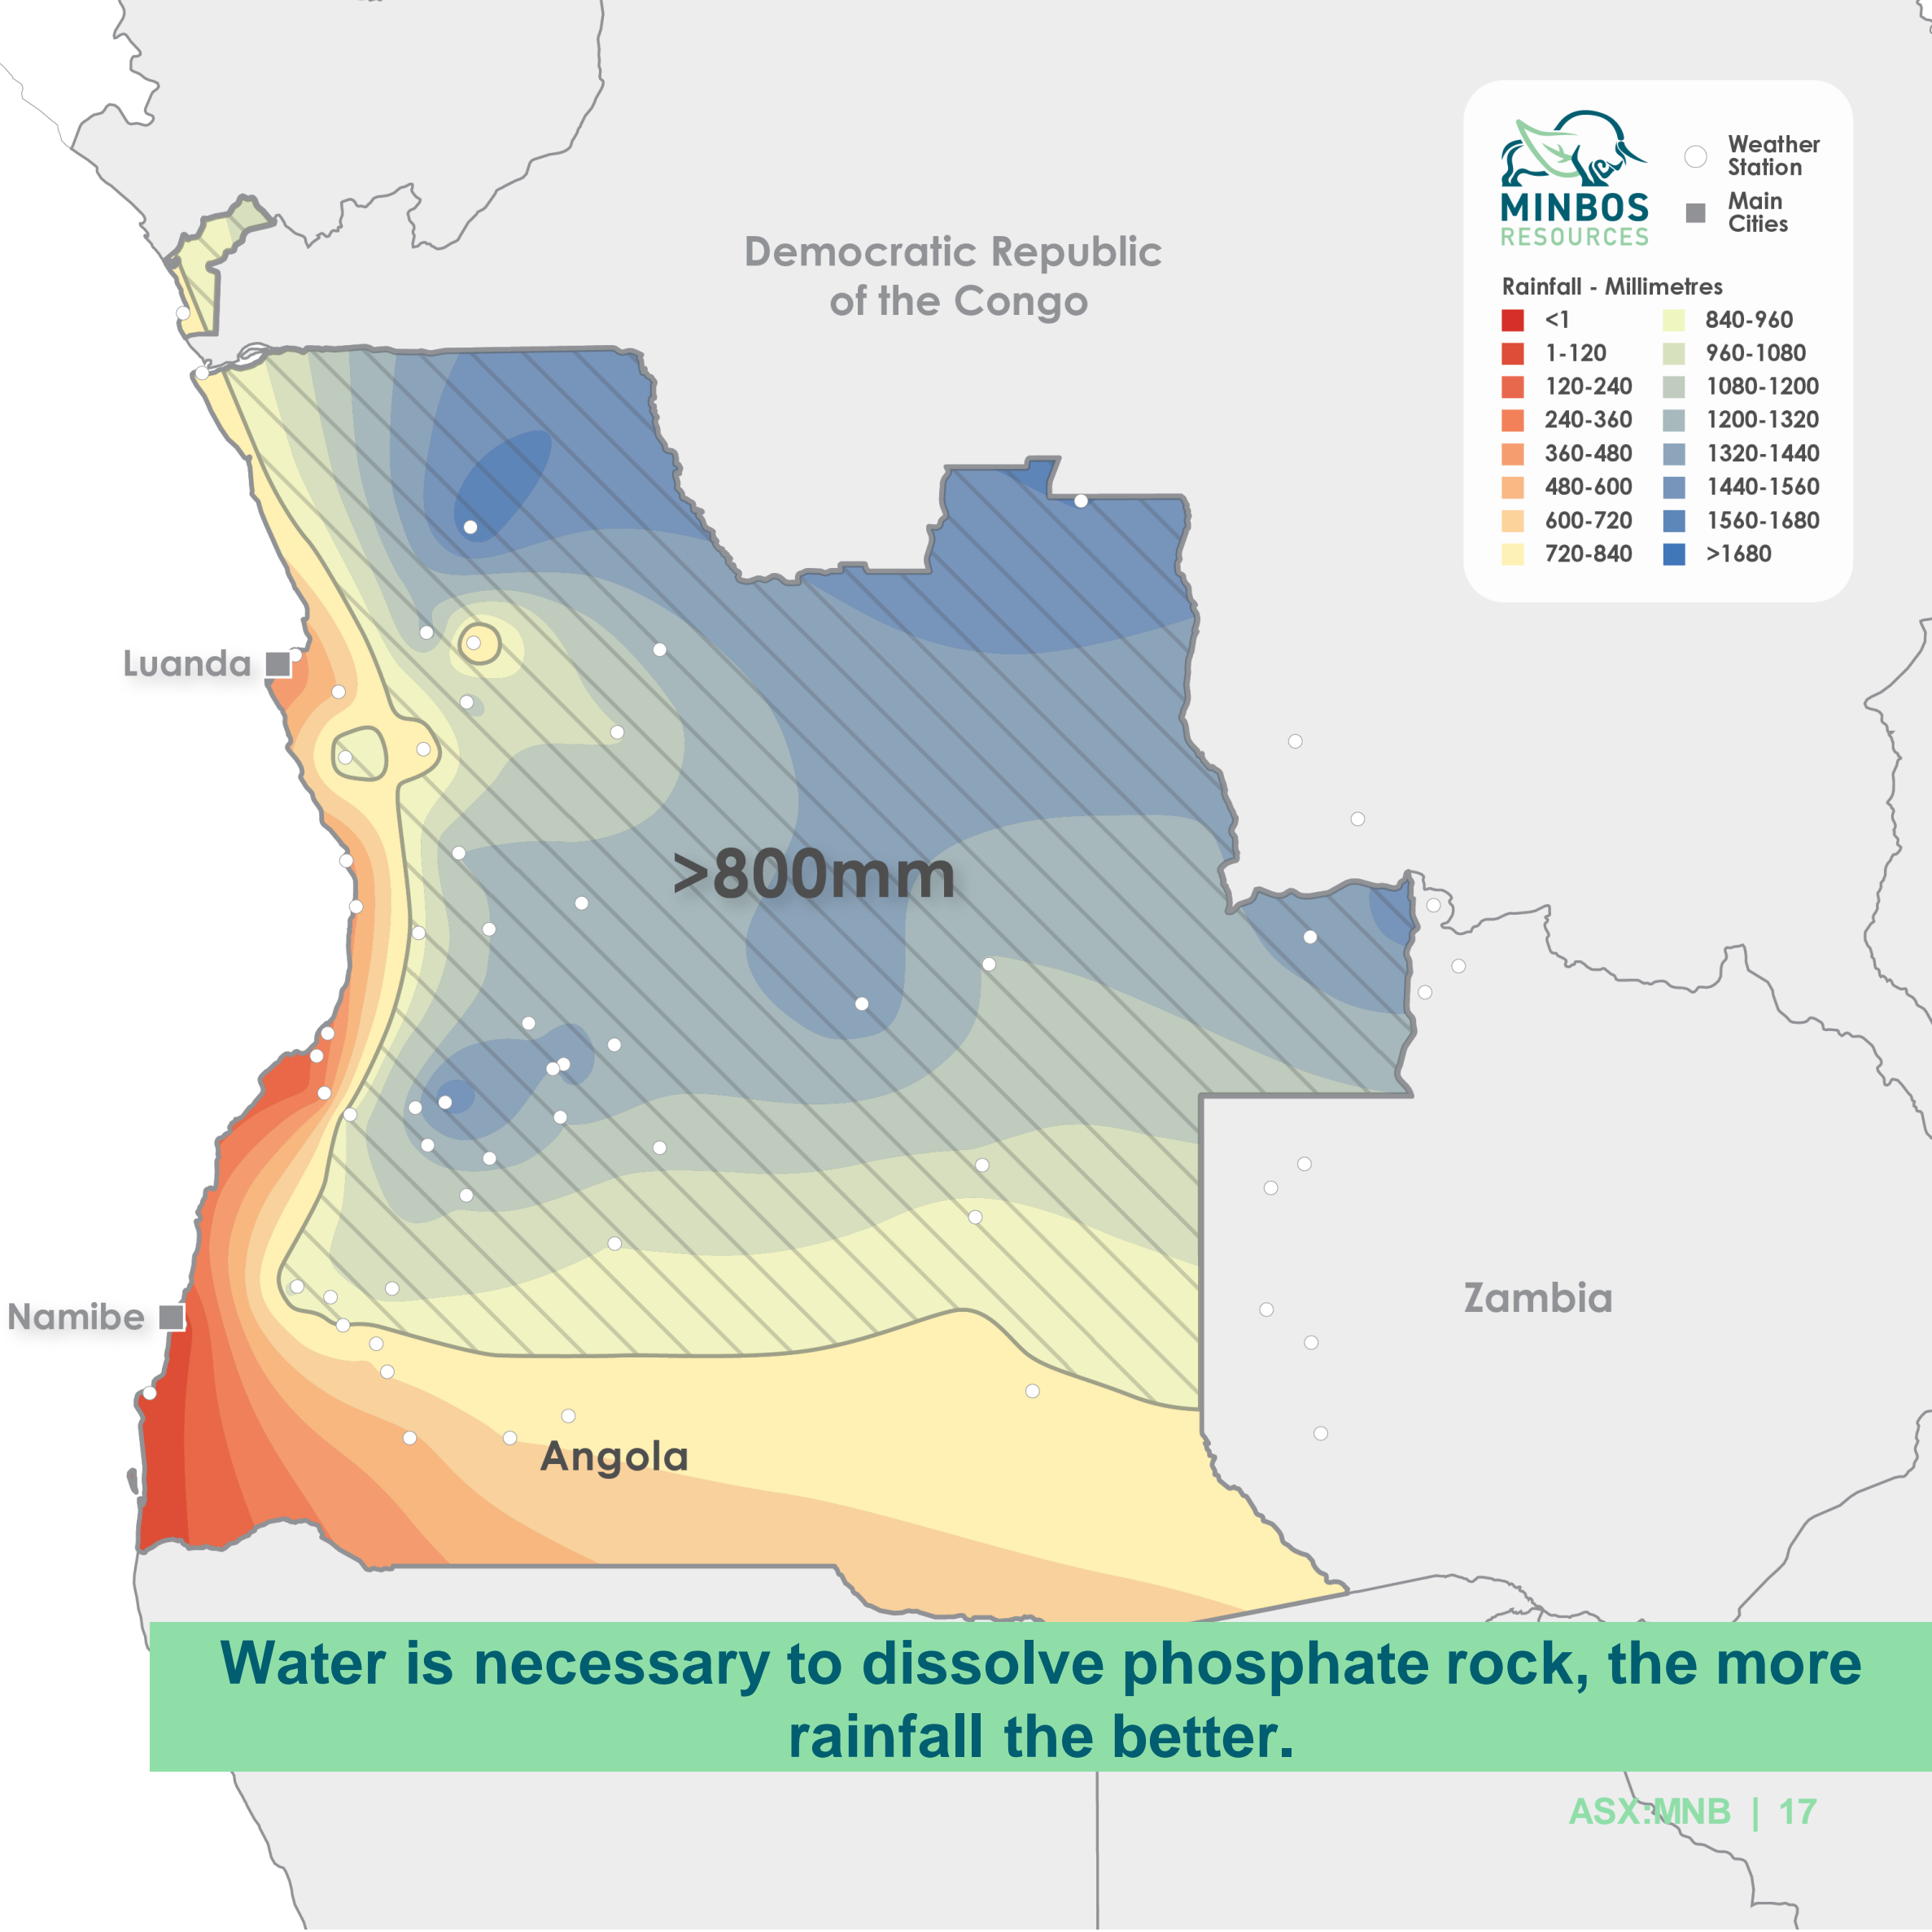 Democratic Republic
of the Congo
MINBOS
RESOURCES
Weather
Station
Main
Cities
Rainfall - Millimetres
<1
1-120
120-240
240-360
360-480
480-600
600-720
720-840
840-960
960-1080
1080-1200
1200-1320
1320-1440
1440-1560
1560-1680
>1680
Luanda
>800mm
Namibe
Zambia
Angola
Water is necessary to dissolve phosphate rock, the more
rainfall the better.
ASX:MNB | 17